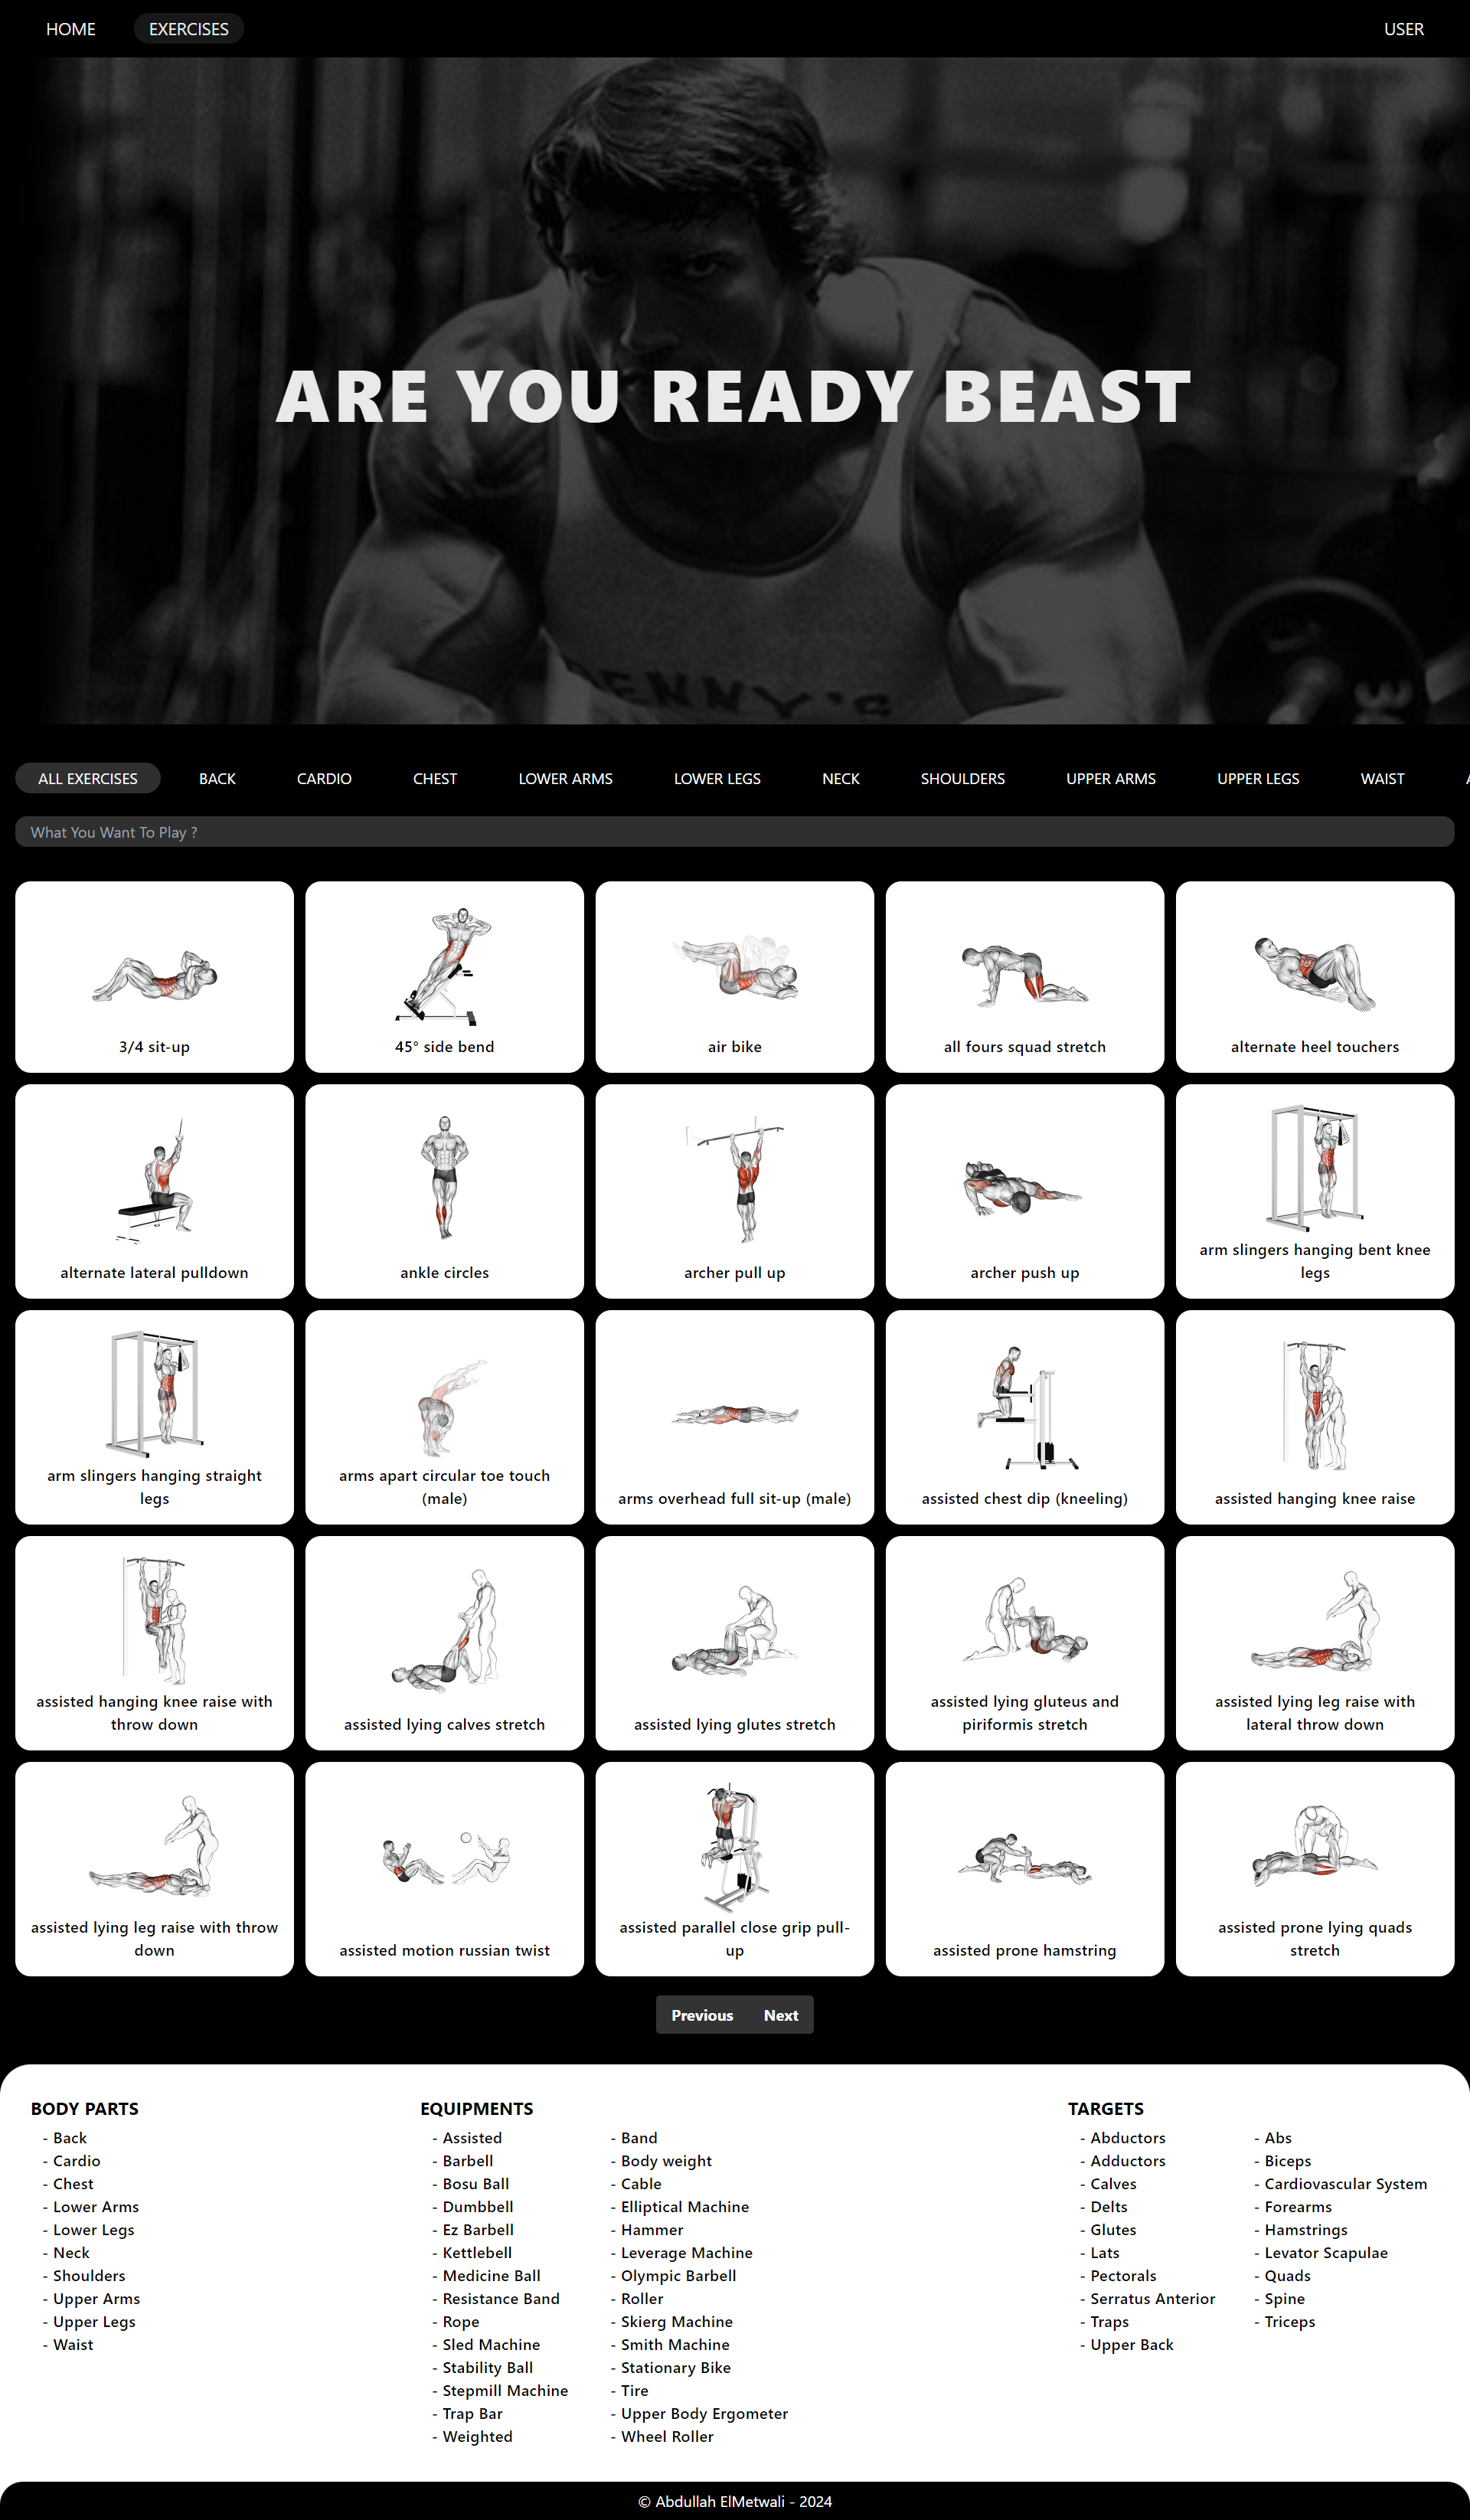 HOME EXERCISES USER
ARE YOU READY BEAST
ALL EXERCISES BACK CARDIO CHEST LOWER ARMS LOWER LEGS NECK SHOULDERS UPPER ARMS UPPER LEGS WAIST
What You Want To Play ?
3/4 sit-up
45° side bend
air bike
all fours squad stretch
alternate heel touchers
alternate lateral pulldown
ankle circles
archer pull up
archer push up
arm slingers hanging bent knee
legs
arm slingers hanging straight
legs
arms apart circular toe touch
(male)
arms overhead full sit-up (male)
assisted chest dip (kneeling)
assisted hanging knee raise
assisted hanging knee raise with
throw down
assisted lying calves stretch
assisted lying glutes stretch
assisted lying gluteus and
piriformis stretch
assisted lying leg raise with
lateral throw down
assisted lying leg raise with throw
down
assisted motion russian twist
assisted parallel close grip pull-
up
assisted prone hamstring
assisted prone lying quads
stretch
Previous Next
BODY PARTS
- Back
- Cardio
- Chest
- Lower Arms
- Lower Legs
- Neck
- Shoulders
- Upper Arms
- Upper Legs
- Waist
EQUIPMENTS
- Assisted
- Barbell
- Bosu Ball
- Dumbbell
- Ez Barbell
- Kettlebell
- Medicine Ball
- Resistance Band
- Rope
- Sled Machine
- Stability Ball
- Stepmill Machine
- Trap Bar
- Weighted
- Band
- Body weight
- Cable
- Elliptical Machine
- Hammer
- Leverage Machine
- Olympic Barbell
- Roller
- Skierg Machine
- Smith Machine
- Stationary Bike
- Tire
- Upper Body Ergometer
- Wheel Roller
TARGETS
- Abductors
- Adductors
- Calves
- Delts
- Glutes
- Lats
- Pectorals
- Serratus Anterior
- Traps
- Upper Back
- Abs
- Biceps
- Cardiovascular System
- Forearms
- Hamstrings
- Levator Scapulae
- Quads
- Spine
- Triceps
© Abdullah ElMetwali - 2024